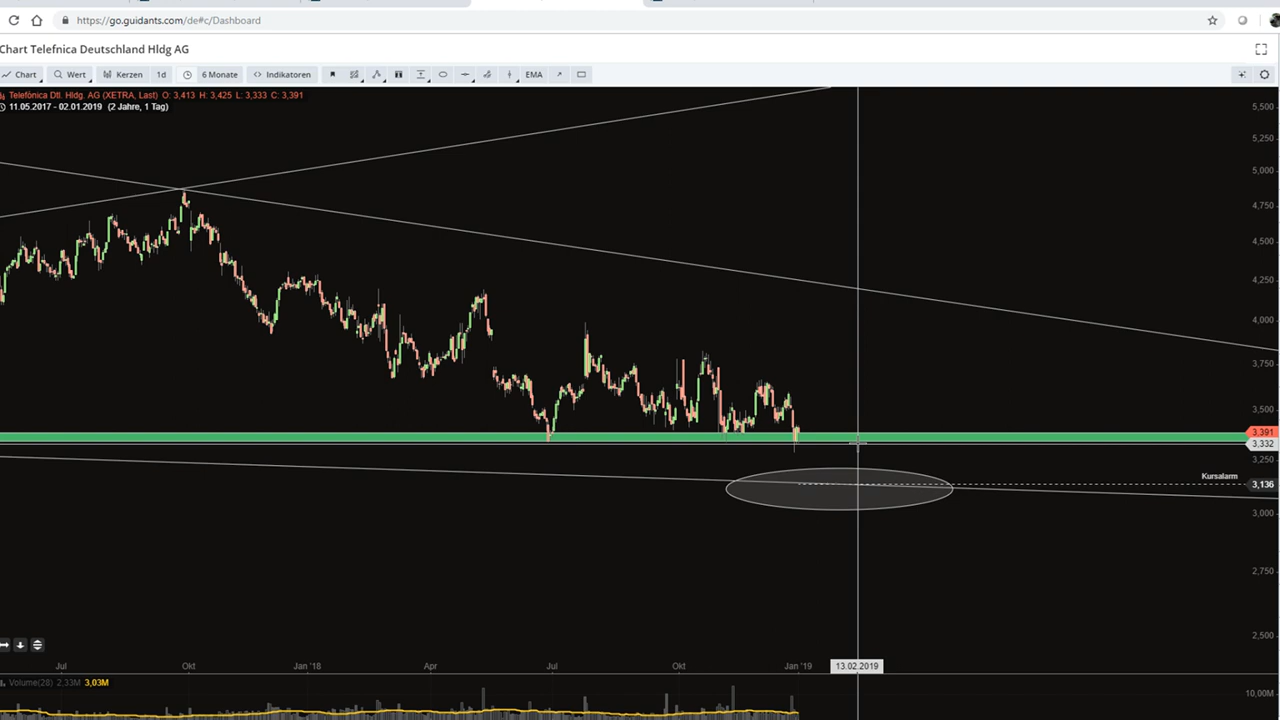 https://go.guidants.com/de#c/Dashboard
Chart Telefnica Deutschland Hldg AG
Chart Wert Kerzen 1d 6 Monate Indikatoren EMA
Telefónica Dtl. Hldg. AG (XETRA, Last) O: 3,413 H: 3,425 L: 3,333 C: 3,391
11.05.2017 - 02.01.2019 (2 Jahre, 1 Tag)
5,500
5,250
5,000
4,750
4,500
4,250
4,000
3,750
3,500
3,391
3,332
3,250
Kursalarm
3,136
3,000
2,750
2,500
Jul Okt Jan '18 Apr Jul Okt Jan '19 13.02.2019
Volume(28) 2,33M 3,03M
10,00M